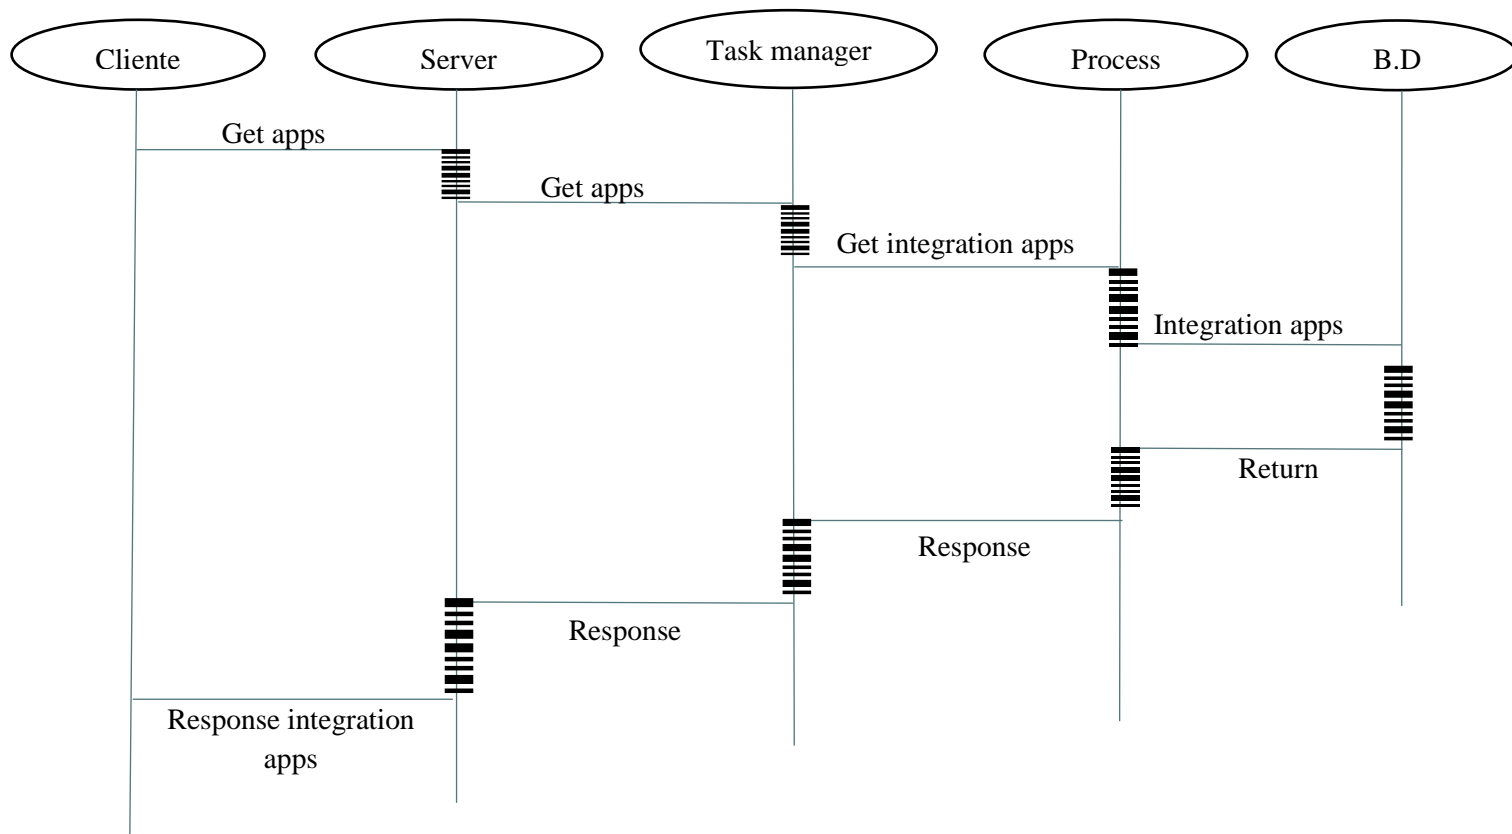 Cliente
Server
Task manager
Process
B.D
Get apps
Get apps
Get integration apps
Integration apps
Return
Response
Response
Response integration
apps